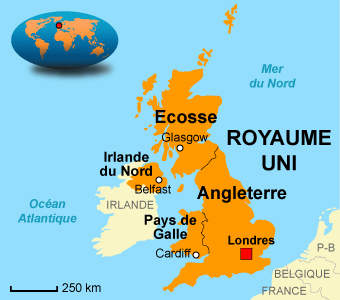 Mer
du Nord
Ecosse
Glasgow
ROYAUME
UNI
Irlande
du Nord
Belfast
Angleterre
Océan
Atlantique
IRLANDE
Pays de
Galle
Londres
Cardiff
P-B
BELGIQUE
FRANCE
250 km